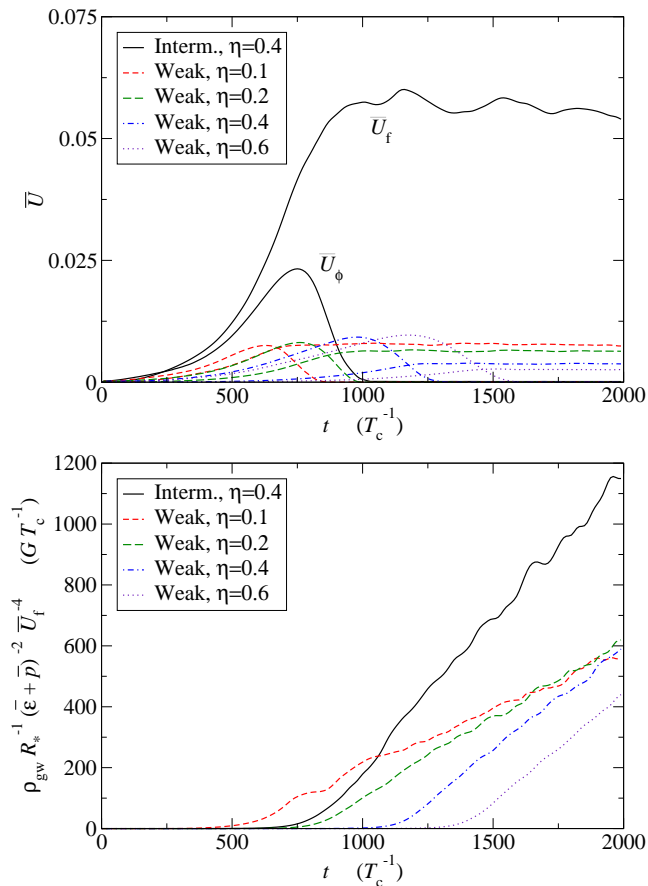 0.075
Interm., η=0.4
Weak, η=0.1
Weak, η=0.2
Weak, η=0.4
Weak, η=0.6
0.05
U̅_f
U̅
0.025
U̅_ϕ
0
0 500 1000 1500 2000
t (T_c^-1)
1200
Interm., η=0.4
Weak, η=0.1
Weak, η=0.2
Weak, η=0.4
Weak, η=0.6
1000
800
600
400
200
0
ρ_gw R_*^-1 (ε̅ + p̅)^-2 U̅_f^-4 (G T_c^-1)
0 500 1000 1500 2000
t (T_c^-1)